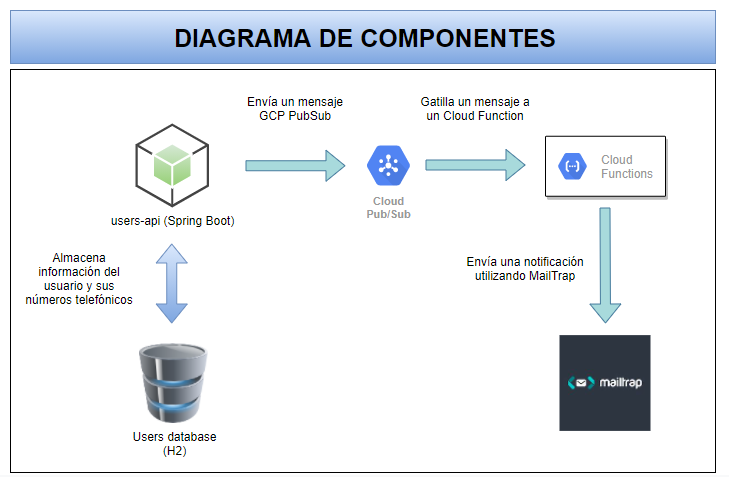 DIAGRAMA DE COMPONENTES
Envía un mensaje
GCP PubSub
Gatilla un mensaje a
un Cloud Function
Cloud
Functions
Cloud
Pub/Sub
users-api (Spring Boot)
Almacena
información del
usuario y sus
números telefónicos
Envía una notificación
utilizando MailTrap
mailtrap
Users database
(H2)